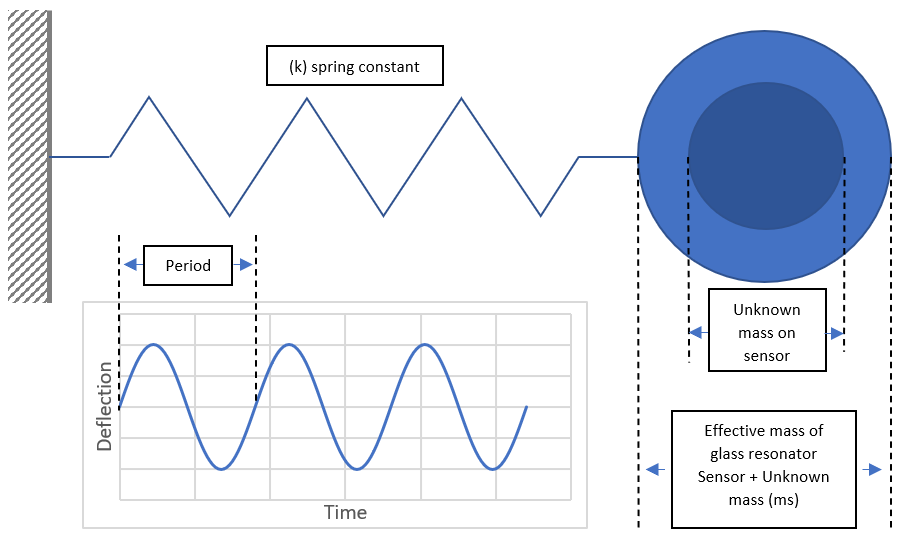 (k) spring constant
Period
Deflection
Time
Unknown
mass on
sensor
Effective mass of
glass resonator
Sensor + Unknown
mass (ms)